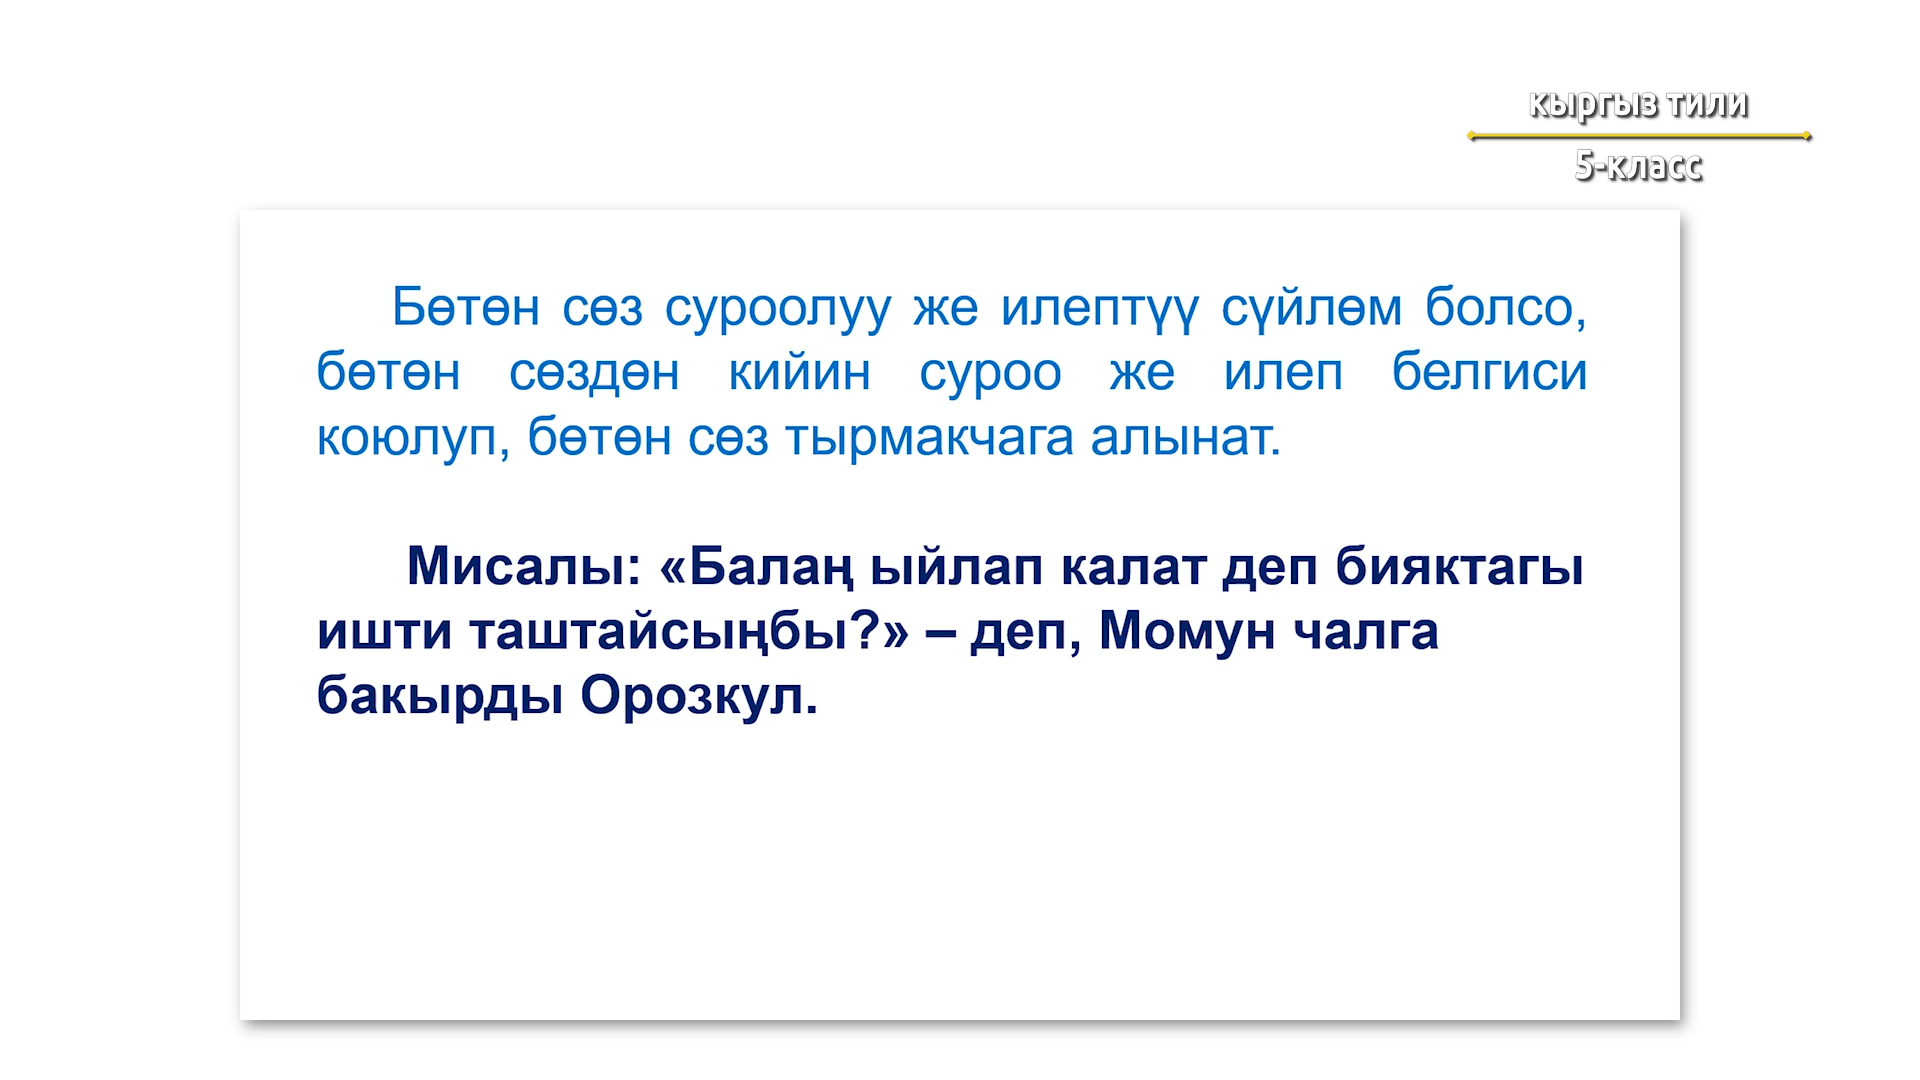 кыргыз тили
5-класс
Бөтөн сөз суроолуу же илептүү сүйлөм болсо,
бөтөн сөздөн кийин суроо же илеп белгиси
коюлуп, бөтөн сөз тырмакчага алынат.
Мисалы: «Балаң ыйлап калат деп бияктагы
ишти таштайсыңбы?» – деп, Момун чалга
бакырды Орозкул.